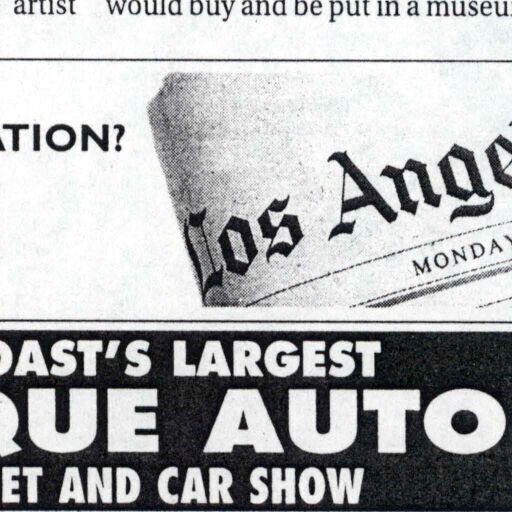 artist would buy and be put in a museu
ATION?
Los Angele
MONDAY
OAST'S LARGEST
QUE AUTO
ET AND CAR SHOW